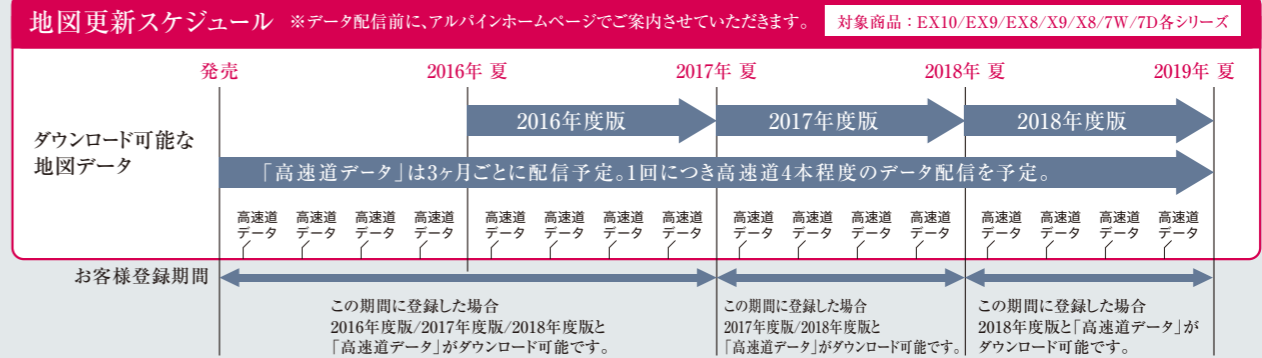 地図更新スケジュール ※データ配信前に、アルパインホームページでご案内させていただきます。 対象商品：EX10/EX9/EX8/X9/X8/7W/7D各シリーズ
発売 2016年 夏 2017年 夏 2018年 夏 2019年 夏
ダウンロード可能な
地図データ
2016年度版 2017年度版 2018年度版
「高速道データ」は3ヶ月ごとに配信予定。1回につき高速道4本程度のデータ配信を予定。
高速道 高速道 高速道 高速道 高速道 高速道 高速道 高速道 高速道 高速道 高速道 高速道 高速道 高速道 高速道 高速道
データ データ データ データ データ データ データ データ データ データ データ データ データ データ データ データ
お客様登録期間
この期間に登録した場合
2016年度版/2017年度版/2018年度版と
「高速道データ」がダウンロード可能です。
この期間に登録した場合
2017年度版/2018年度版と
「高速道データ」がダウンロード可能です。
この期間に登録した場合
2018年度版と「高速道データ」が
ダウンロード可能です。